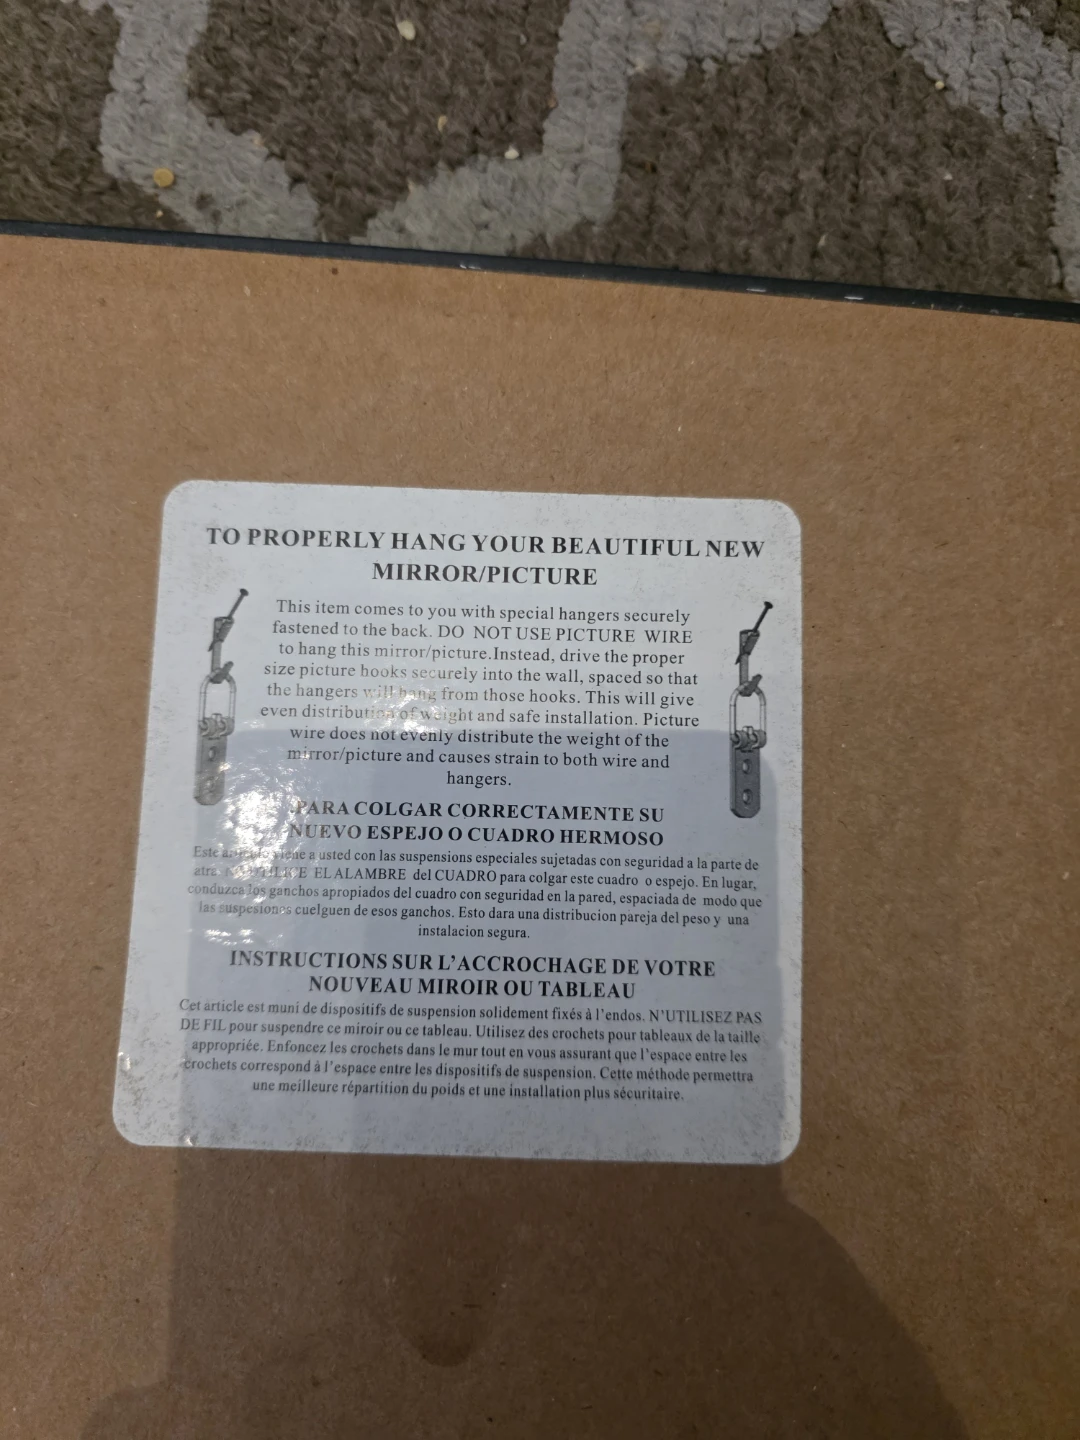 TO PROPERLY HANG YOUR BEAUTIFUL NEW
MIRROR/PICTURE
This item comes to you with special hangers securely
fastened to the back. DO NOT USE PICTURE WIRE
to hang this mirror/picture.Instead, drive the proper
size picture hooks securely into the wall, spaced so that
the hangers will hang from those hooks. This will give
even distribution of weight and safe installation. Picture
wire does not evenly distribute the weight of the
mirror/picture and causes strain to both wire and
hangers.
PARA COLGAR CORRECTAMENTE SU
NUEVO ESPEJO O CUADRO HERMOSO
Este viene a usted con las suspensiones especiales sujetadas con seguridad a la parte de
atra EL ALAMBRE del CUADRO para colgar este cuadro o espejo. En lugar,
conduzca los ganchos apropiados del cuadro con seguridad en la pared, espaciada de modo que
las suspesiones cuelguen de esos ganchos. Esto dara una distribucion pareja del peso y una
instalacion segura.
INSTRUCTIONS SUR L'ACCROCHAGE DE VOTRE
NOUVEAU MIROIR OU TABLEAU
Cet article est muni de dispositifs de suspension solidement fixés à l'endos. N'UTILISEZ PAS
DE FIL pour suspendre ce miroir ou ce tableau. Utilisez des crochets pour tableaux de la taille
appropriée. Enfoncez les crochets dans le mur tout en vous assurant que l'espace entre les
crochets correspond à l'espace entre les dispositifs de suspension. Cette méthode permettra
une meilleure répartition du poids et une installation plus sécuritaire.